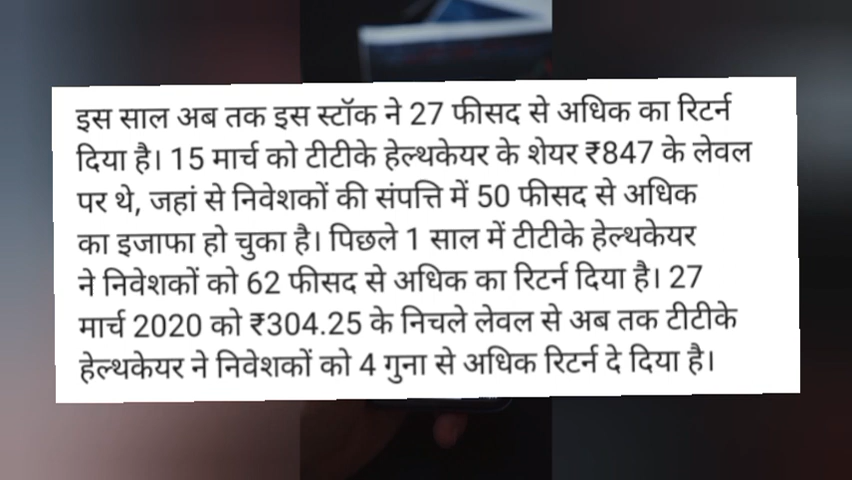 इस साल अब तक इस स्टॉक ने 27 फीसद से अधिक का रिटर्न
दिया है। 15 मार्च को टीटीके हेल्थकेयर के शेयर ₹847 के लेवल
पर थे, जहां से निवेशकों की संपत्ति में 50 फीसद से अधिक
का इजाफा हो चुका है। पिछले 1 साल में टीटीके हेल्थकेयर
ने निवेशकों को 62 फीसद से अधिक का रिटर्न दिया है। 27
मार्च 2020 को ₹304.25 के निचले लेवल से अब तक टीटीके
हेल्थकेयर ने निवेशकों को 4 गुना से अधिक रिटर्न दे दिया है।